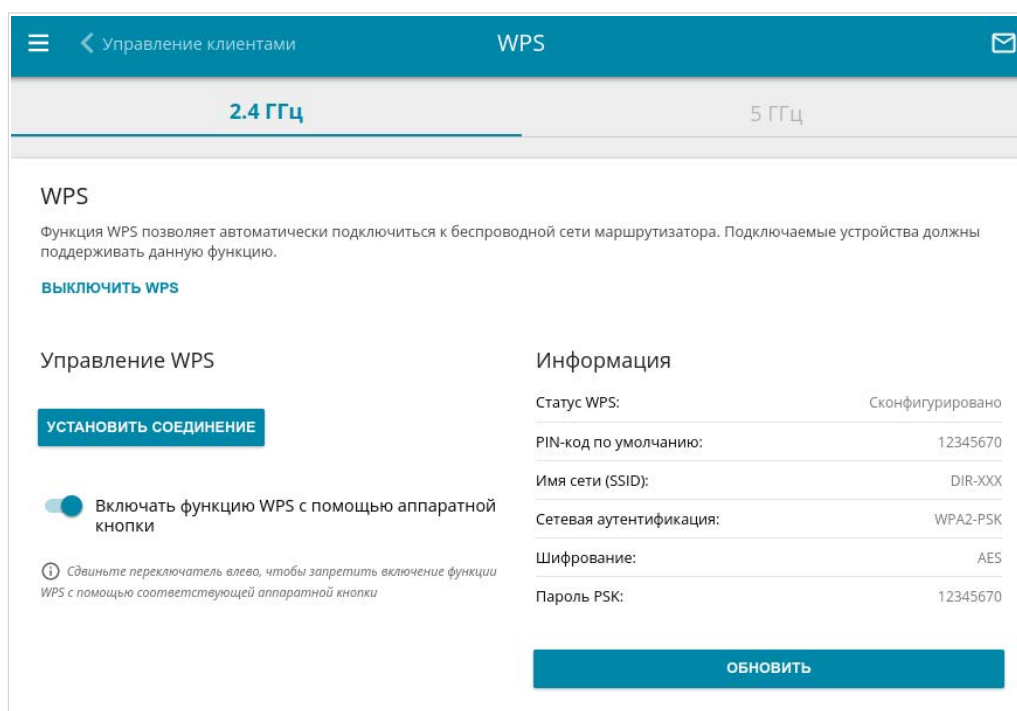 Управление клиентами
WPS
2.4 ГГц
5 ГГц
WPS
Функция WPS позволяет автоматически подключиться к беспроводной сети маршрутизатора. Подключаемые устройства должны
поддерживать данную функцию.
ВЫКЛЮЧИТЬ WPS
Управление WPS
УСТАНОВИТЬ СОЕДИНЕНИЕ
Включать функцию WPS с помощью аппаратной
кнопки
Сдвиньте переключатель влево, чтобы запретить включение функции
WPS с помощью соответствующей аппаратной кнопки
Информация
Статус WPS: Сконфигурировано
PIN-код по умолчанию: 12345670
Имя сети (SSID): DIR-XXX
Сетевая аутентификация: WPA2-PSK
Шифрование: AES
Пароль PSK: 12345670
ОБНОВИТЬ